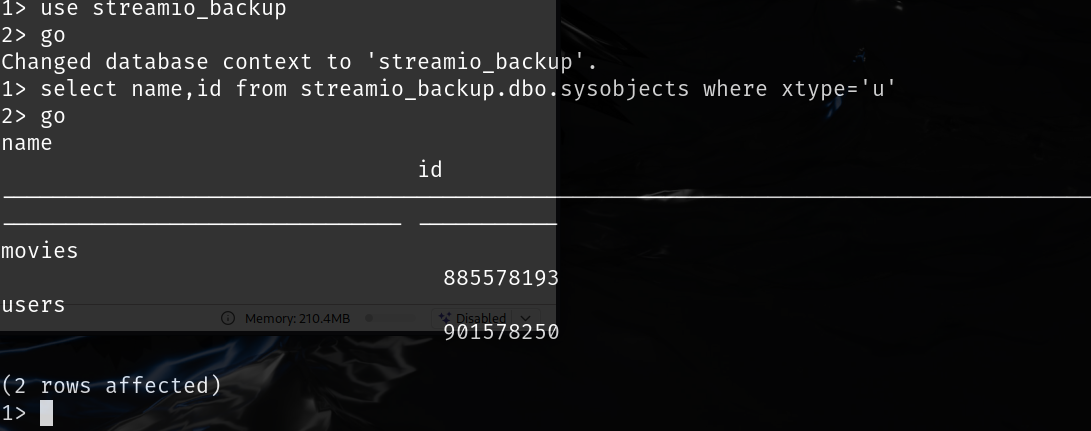 1> use streamio_backup
2> go
Changed database context to 'streamio_backup'.
1> select name,id from streamio_backup.dbo.sysobjects where xtype='u'
2> go
name
id
movies
885578193
users
Memory: 210.4MB Disabled
901578250
(2 rows affected)
1>